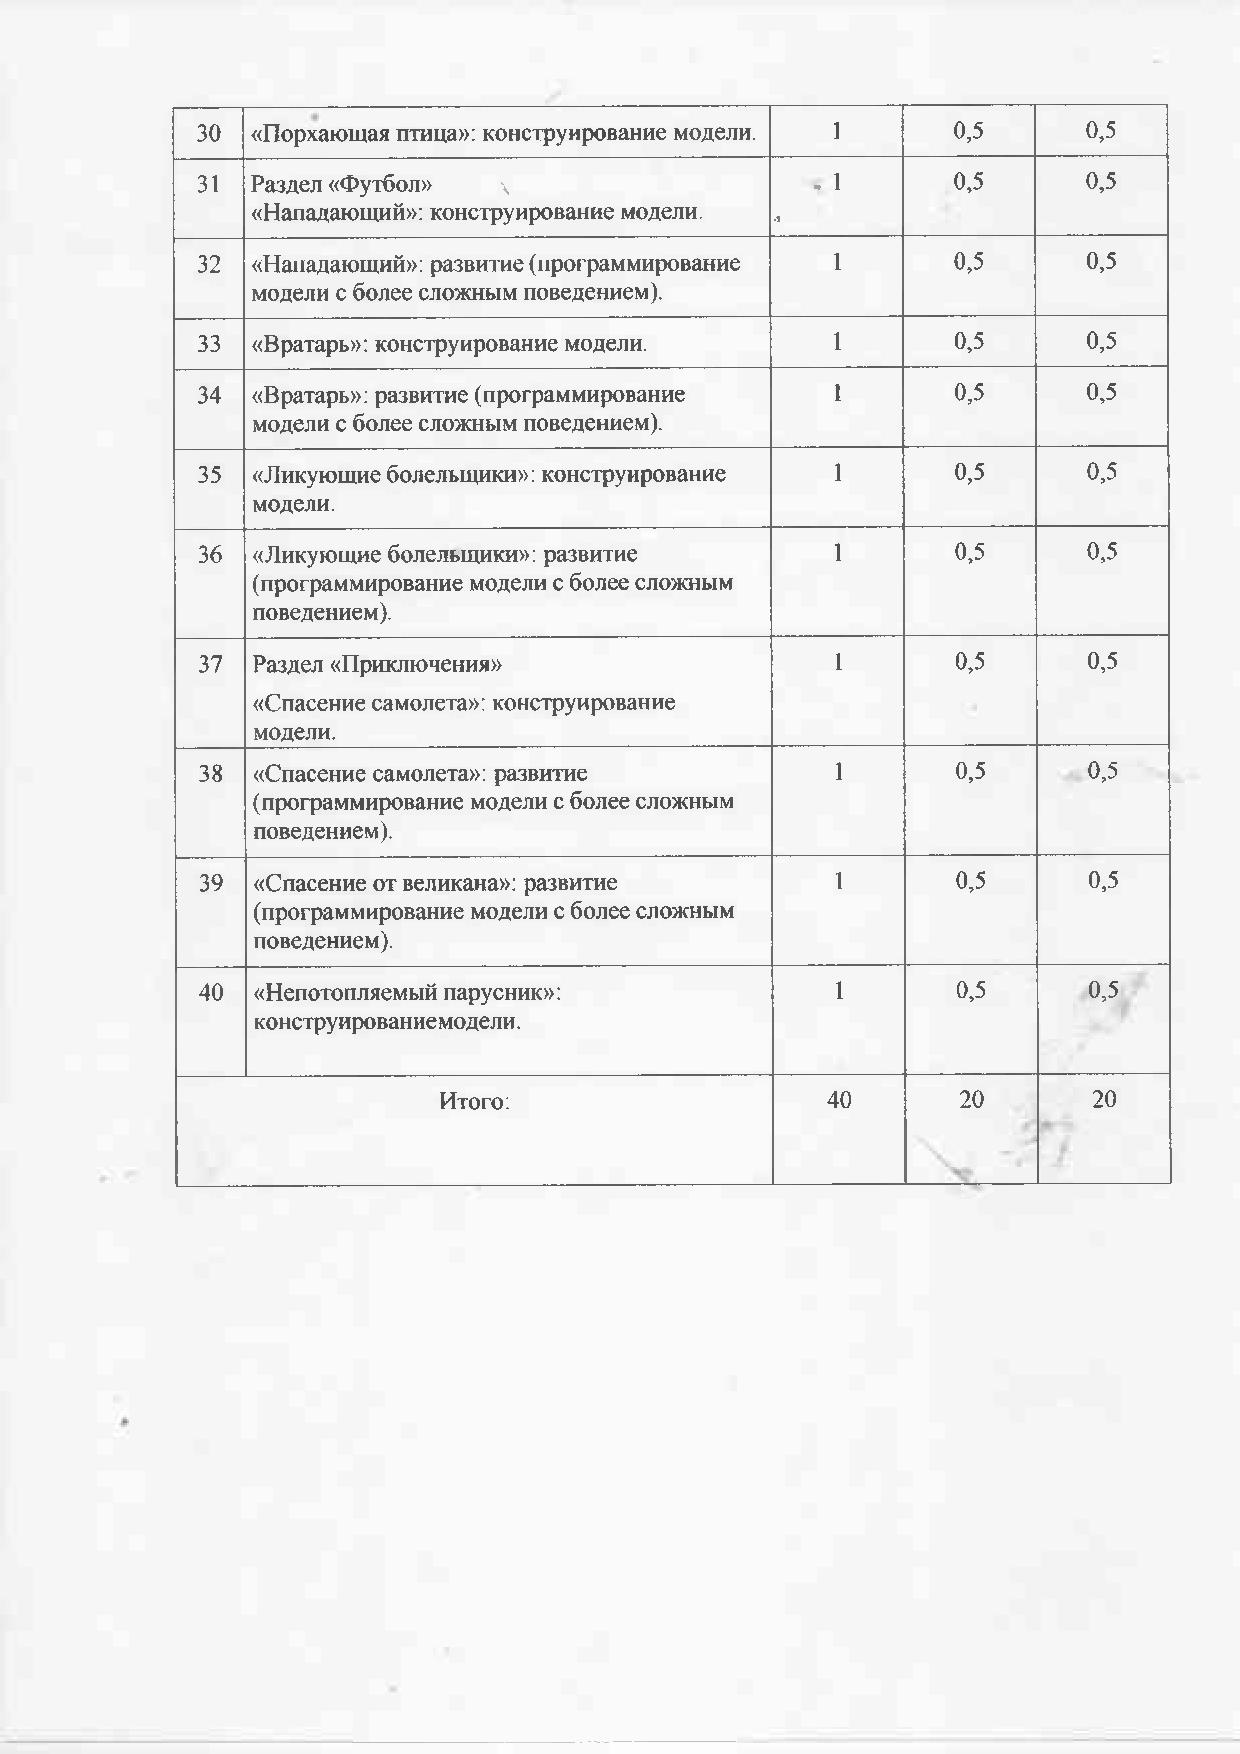 30 «Порхающая птица»: конструирование модели. 1 0,5 0,5
31 Раздел «Футбол» 1 0,5 0,5
«Нападающий»: конструирование модели.
32 «Нападающий»: развитие (программирование 1 0,5 0,5
модели с более сложным поведением).
33 «Вратарь»: конструирование модели. 1 0,5 0,5
34 «Вратарь»: развитие (программирование 1 0,5 0,5
модели с более сложным поведением).
35 «Ликующие болельщики»: конструирование 1 0,5 0,5
модели.
36 «Ликующие болельщики»: развитие 1 0,5 0,5
(программирование модели с более сложным
поведением).
37 Раздел «Приключения» 1 0,5 0,5
«Спасение самолета»: конструирование
модели.
38 «Спасение самолета»: развитие 1 0,5 0,5
(программирование модели с более сложным
поведением).
39 «Спасение от великана»: развитие 1 0,5 0,5
(программирование модели с более сложным
поведением).
40 «Непотопляемый парусник»: 1 0,5 0,5
конструированиемодели.
Итого: 40 20 20